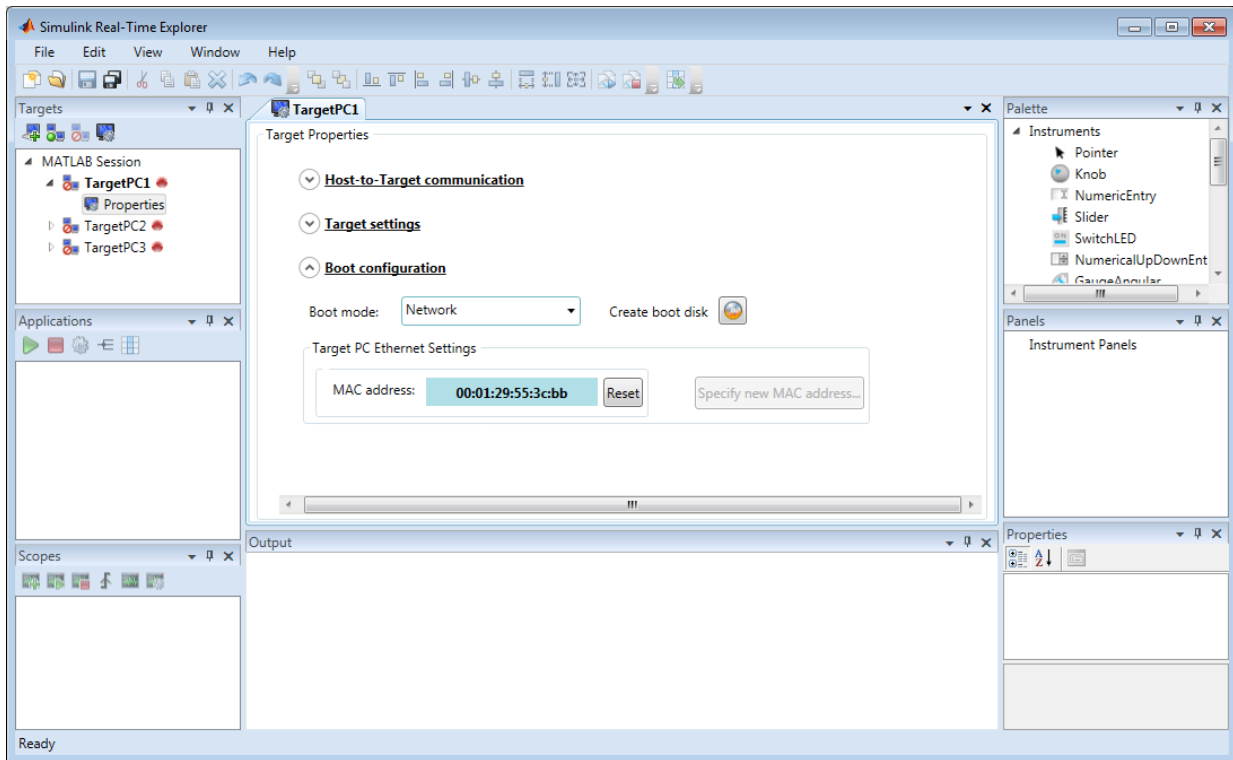 Simulink Real-Time Explorer
File Edit View Window Help
Targets
MATLAB Session
TargetPC1
Properties
TargetPC2
TargetPC3
Applications
Scopes
TargetPC1
Target Properties
Host-to-Target communication
Target settings
Boot configuration
Boot mode: Network Create boot disk
Target PC Ethernet Settings
MAC address: 00:01:29:55:3c:bb Reset Specify new MAC address...
Output
Palette
Instruments
Pointer
Knob
NumericEntry
Slider
ON SwitchLED
NumericalUpDownEnt
GaugeAngular
Panels
Instrument Panels
Properties
Ready